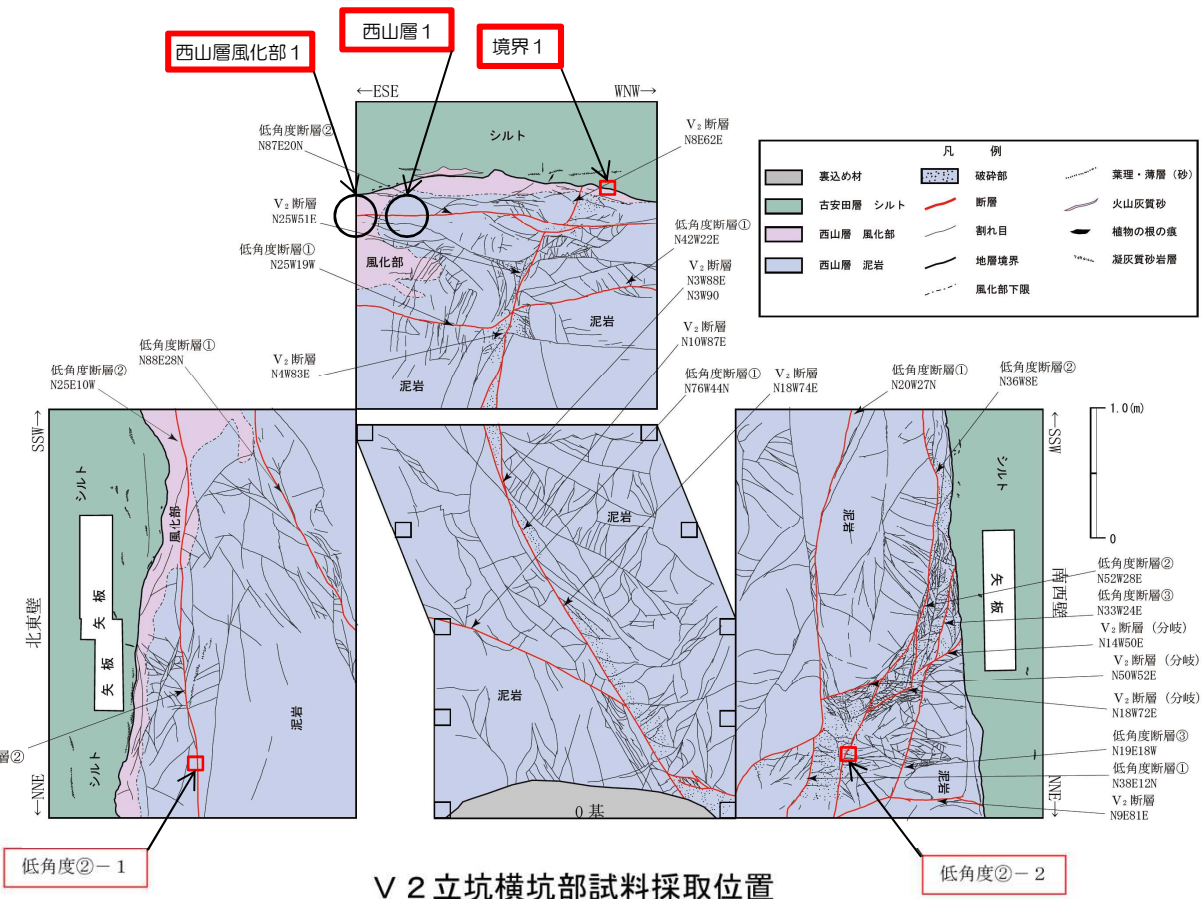 西山層1
西山層風化部1
境界1
←ESE
WNW→
シルト
低角度断層②
N87E20N
V₂断層
N8E62E
V₂断層
N25W51E
低角度断層①
N25W19W
風化部
低角度断層①
N42W22E
V₂断層
N3W88E
N3W90
泥岩
V₂断層
N10W87E
V₂断層
N4W83E
泥岩
低角度断層①
N76W44N
V₂断層
N18W74E
凡 例
裏込め材
古安田層 シルト
西山層 風化部
西山層 泥岩
破砕部
断層
割れ目
地層境界
風化部下限
葉理・薄層（砂）
火山灰質砂
植物の根の痕
凝灰質砂岩層
低角度断層①
N88E28N
低角度断層②
N25E10W
SSW→
シルト
風化部
矢板
矢板
北東壁
泥岩
層②
シルト
←NNE
低角度②－1
泥岩
泥岩
0基
低角度断層①
N20W27N
低角度断層②
N36W8E
1.0(m)
0
←SSW
シルト
泥岩
矢板
南西壁
低角度断層②
N52W28E
低角度断層③
N33W24E
V₂断層（分岐）
N14W50E
V₂断層（分岐）
N50W52E
V₂断層（分岐）
N18W72E
低角度断層③
N19E18W
低角度断層①
N38E12N
V₂断層
N9E81E
泥岩
NNE→
低角度②－2
Ｖ２立坑横坑部試料採取位置